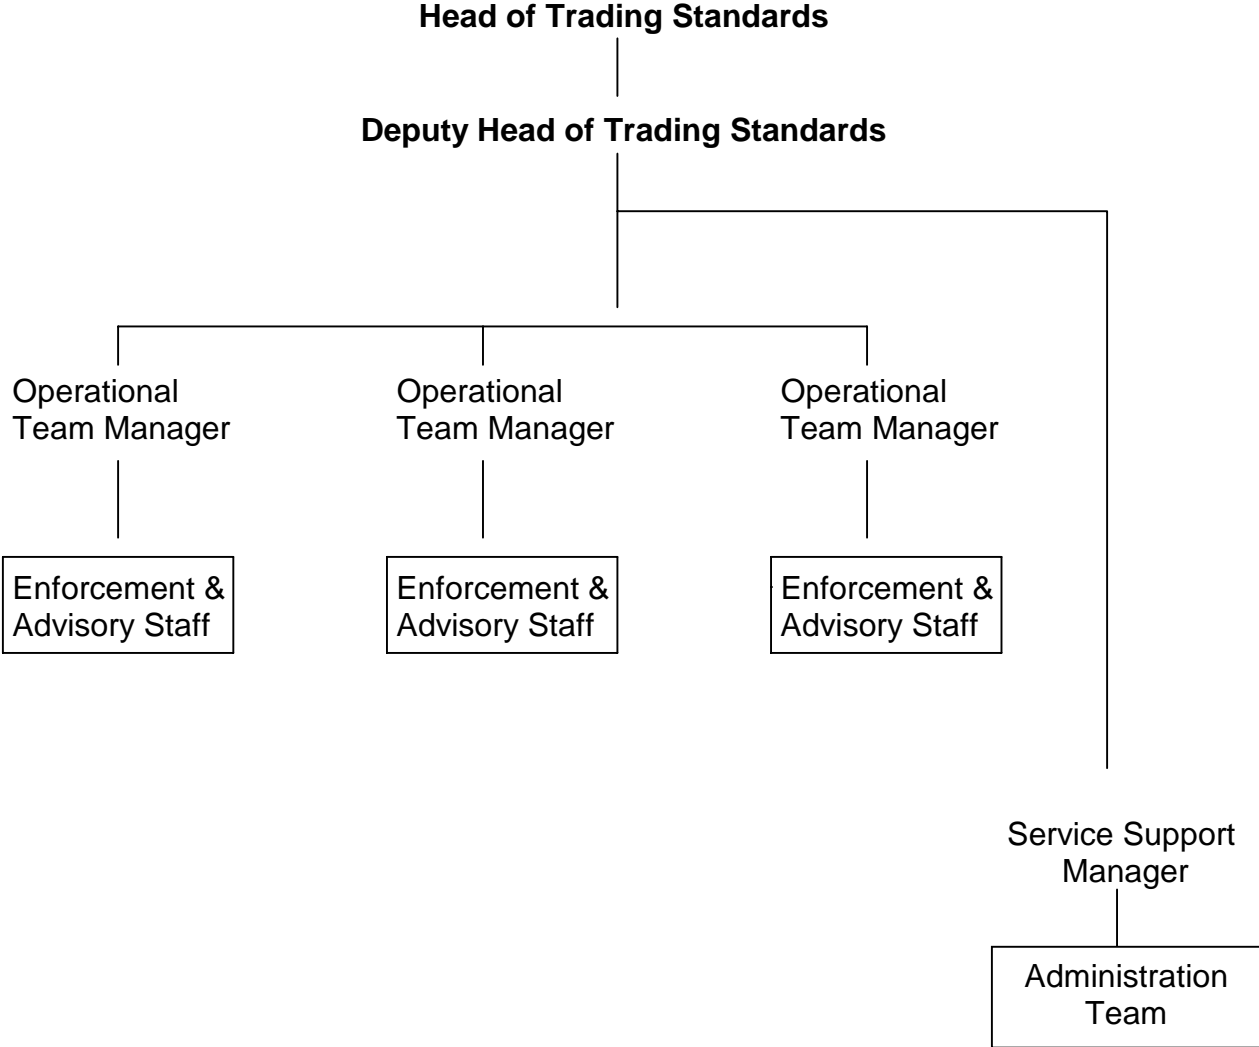 Head of Trading Standards
Deputy Head of Trading Standards
Operational
Team Manager
Operational
Team Manager
Operational
Team Manager
Enforcement &
Advisory Staff
Enforcement &
Advisory Staff
Enforcement &
Advisory Staff
Service Support
Manager
Administration
Team